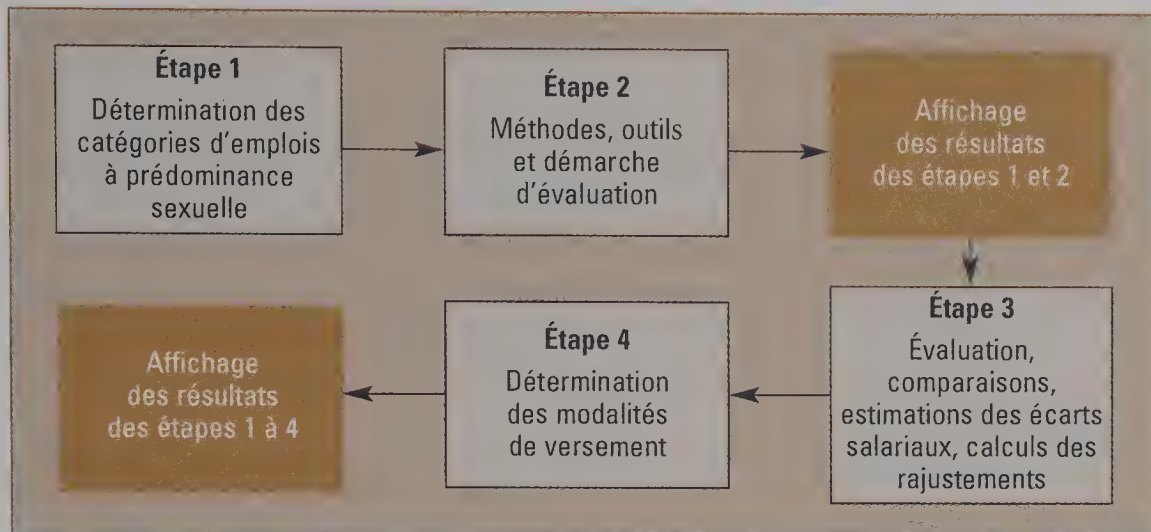 Étape 1
Détermination des
catégories d'emplois
à prédominance
sexuelle
Étape 2
Méthodes, outils
et démarche
d'évaluation
Affichage
des résultats
des étapes 1 et 2
Étape 3
Évaluation,
comparaisons,
estimations des écarts
salariaux, calculs des
rajustements
Étape 4
Détermination
des modalités
de versement
Affichage
des résultats
des étapes 1 à 4